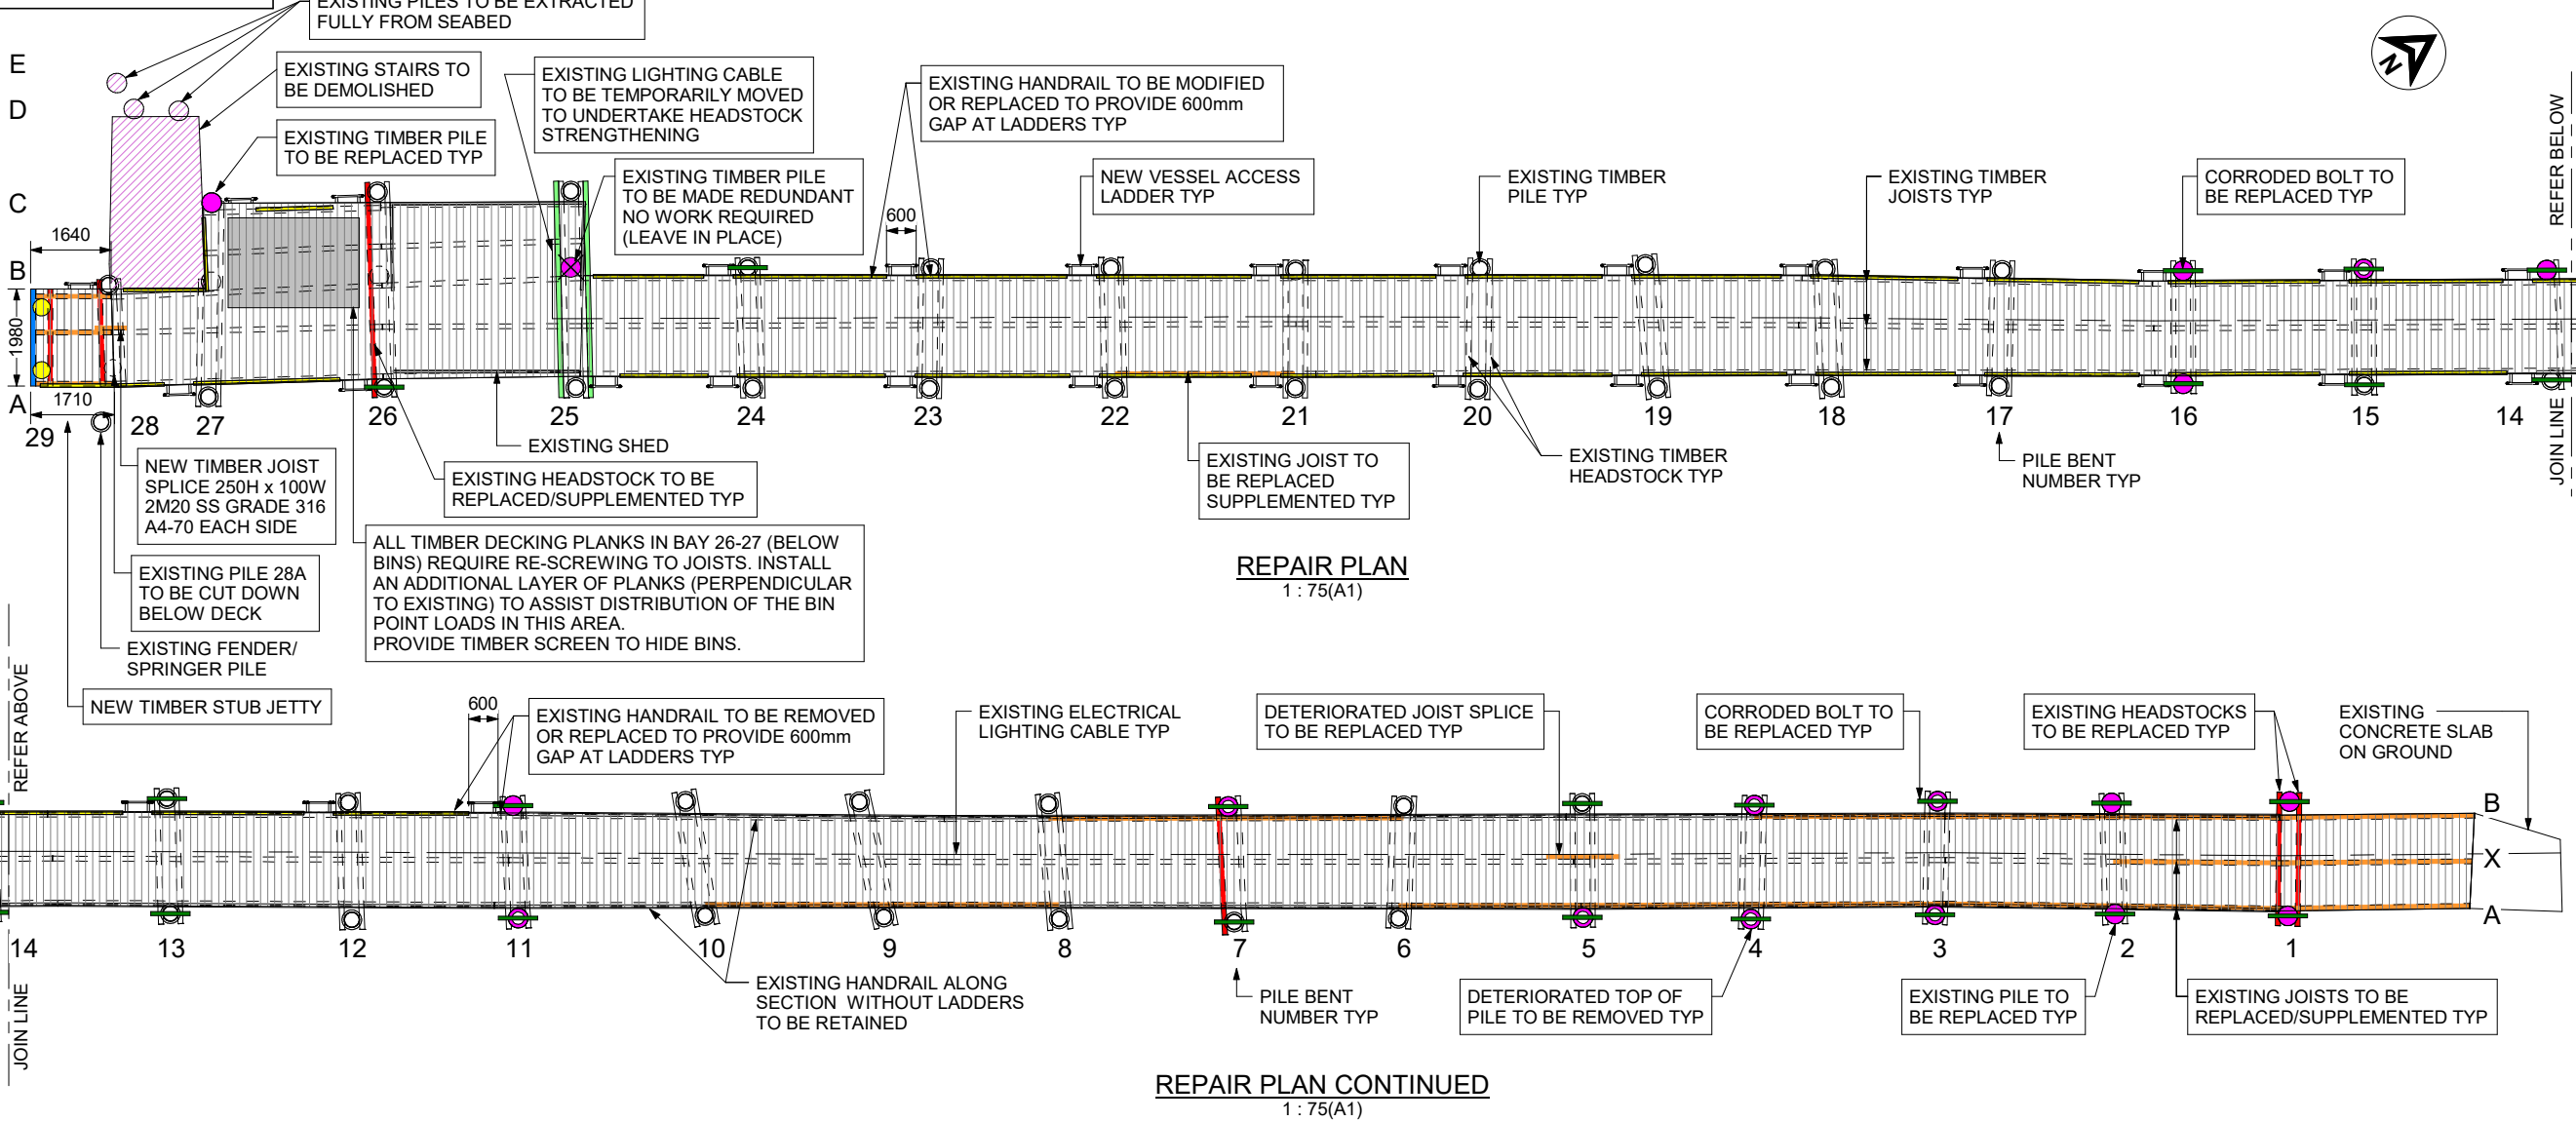 EXISTING PILES TO BE EXTRACTED
FULLY FROM SEABED
E
D
C
B
A
EXISTING STAIRS TO
BE DEMOLISHED
EXISTING TIMBER PILE
TO BE REPLACED TYP
EXISTING LIGHTING CABLE
TO BE TEMPORARILY MOVED
TO UNDERTAKE HEADSTOCK
STRENGTHENING
EXISTING TIMBER PILE
TO BE MADE REDUNDANT
NO WORK REQUIRED
(LEAVE IN PLACE)
EXISTING HANDRAIL TO BE MODIFIED
OR REPLACED TO PROVIDE 600mm
GAP AT LADDERS TYP
600
NEW VESSEL ACCESS
LADDER TYP
EXISTING TIMBER
PILE TYP
EXISTING TIMBER
JOISTS TYP
CORRODED BOLT TO
BE REPLACED TYP
N
REFER BELOW
JOIN LINE
1640
1980
1710
29
28
27
26
25
24
23
22
21
20
19
18
17
16
15
14
EXISTING SHED
EXISTING HEADSTOCK TO BE
REPLACED/SUPPLEMENTED TYP
EXISTING JOIST TO
BE REPLACED
SUPPLEMENTED TYP
EXISTING TIMBER
HEADSTOCK TYP
PILE BENT
NUMBER TYP
NEW TIMBER JOIST
SPLICE 250H x 100W
2M20 SS GRADE 316
A4-70 EACH SIDE
EXISTING PILE 28A
TO BE CUT DOWN
BELOW DECK
EXISTING FENDER/
SPRINGER PILE
NEW TIMBER STUB JETTY
ALL TIMBER DECKING PLANKS IN BAY 26-27 (BELOW
BINS) REQUIRE RE-SCREWING TO JOISTS. INSTALL
AN ADDITIONAL LAYER OF PLANKS (PERPENDICULAR
TO EXISTING) TO ASSIST DISTRIBUTION OF THE BIN
POINT LOADS IN THIS AREA.
PROVIDE TIMBER SCREEN TO HIDE BINS.
REPAIR PLAN
1 : 75(A1)
REFER ABOVE
JOIN LINE
600
EXISTING HANDRAIL TO BE REMOVED
OR REPLACED TO PROVIDE 600mm
GAP AT LADDERS TYP
EXISTING ELECTRICAL
LIGHTING CABLE TYP
DETERIORATED JOIST SPLICE
TO BE REPLACED TYP
CORRODED BOLT TO
BE REPLACED TYP
EXISTING HEADSTOCKS
TO BE REPLACED TYP
EXISTING
CONCRETE SLAB
ON GROUND
B
X
A
14
13
12
11
10
9
8
7
6
5
4
3
2
1
EXISTING HANDRAIL ALONG
SECTION WITHOUT LADDERS
TO BE RETAINED
PILE BENT
NUMBER TYP
DETERIORATED TOP OF
PILE TO BE REMOVED TYP
EXISTING PILE TO
BE REPLACED TYP
EXISTING JOISTS TO BE
REPLACED/SUPPLEMENTED TYP
REPAIR PLAN CONTINUED
1 : 75(A1)